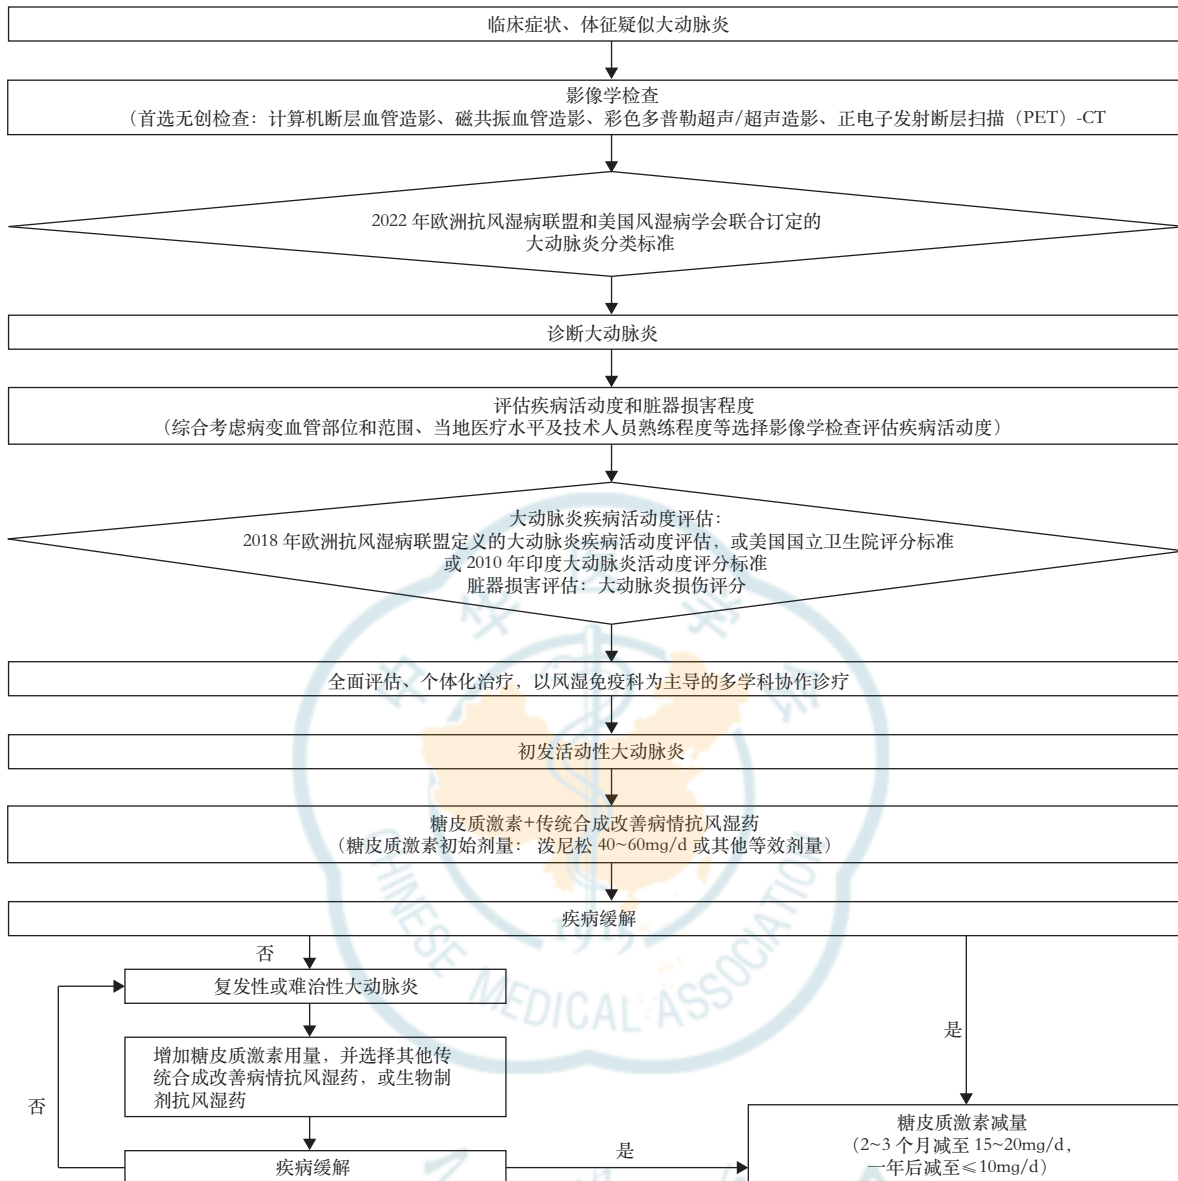 临床症状、体征疑似大动脉炎
影像学检查
（首选无创检查：计算机断层血管造影、磁共振血管造影、彩色多普勒超声/超声造影、正电子发射断层扫描（PET）-CT
2022 年欧洲抗风湿病联盟和美国风湿病学会联合订定的
大动脉炎分类标准
诊断大动脉炎
评估疾病活动度和脏器损害程度
（综合考虑病变血管部位和范围、当地医疗水平及技术人员熟练程度等选择影像学检查评估疾病活动度）
大动脉炎疾病活动度评估：
2018 年欧洲抗风湿病联盟定义的大动脉炎疾病活动度评估，或美国国立卫生院评分标准
或 2010 年印度大动脉炎活动度评分标准
脏器损害评估：大动脉炎损伤评分
全面评估、个体化治疗，以风湿免疫科为主导的多学科协作诊疗
初发活动性大动脉炎
糖皮质激素+传统合成改善病情抗风湿药
（糖皮质激素初始剂量： 泼尼松 40~60mg/d 或其他等效剂量）
疾病缓解
否
复发性或难治性大动脉炎
是
增加糖皮质激素用量，并选择其他传
统合成改善病情抗风湿药，或生物制
剂抗风湿药
否
疾病缓解
是
糖皮质激素减量
（2~3 个月减至 15~20mg/d，
一年后减至≤10mg/d）
中华医学会
1915
CHINESE MEDICAL ASSOCIATION